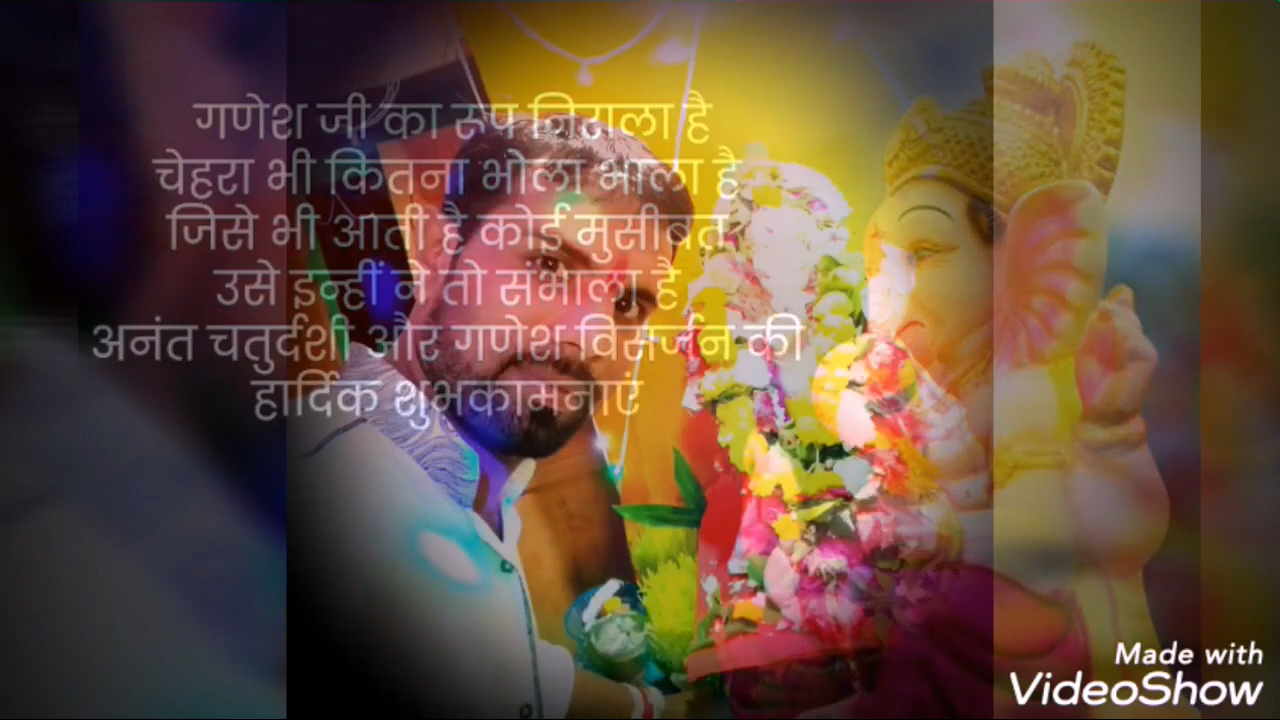 गणेश जी का रूप निराला है
चेहरा भी कितना भोला भाला है
जिसे भी आती है कोई मुसीबत
उसे इन्हीं ने तो संभाला है
अनंत चतुर्दशी और गणेश विसर्जन की
हार्दिक शुभकामनाएं
Made with
VideoShow